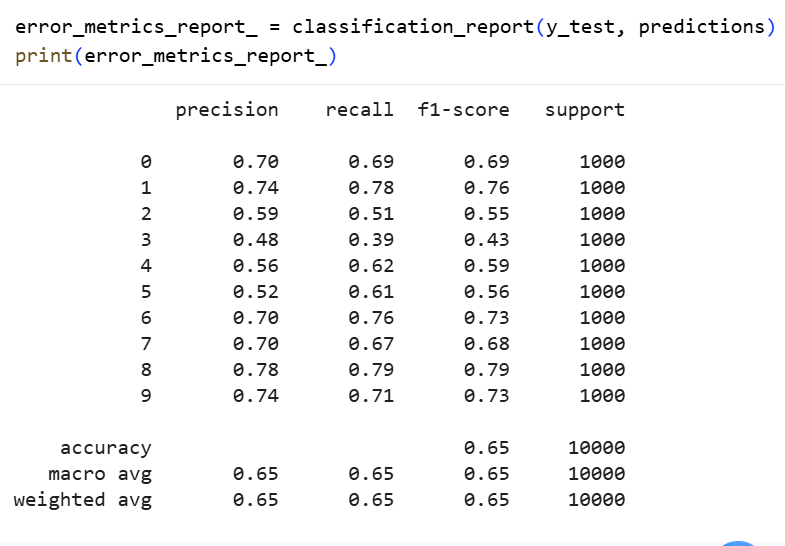 error_metrics_report_ = classification_report(y_test, predictions)
print(error_metrics_report_)
precision recall f1-score support
0 0.70 0.69 0.69 1000
1 0.74 0.78 0.76 1000
2 0.59 0.51 0.55 1000
3 0.48 0.39 0.43 1000
4 0.56 0.62 0.59 1000
5 0.52 0.61 0.56 1000
6 0.70 0.76 0.73 1000
7 0.70 0.67 0.68 1000
8 0.78 0.79 0.79 1000
9 0.74 0.71 0.73 1000
accuracy 0.65 10000
macro avg 0.65 0.65 0.65 10000
weighted avg 0.65 0.65 0.65 10000